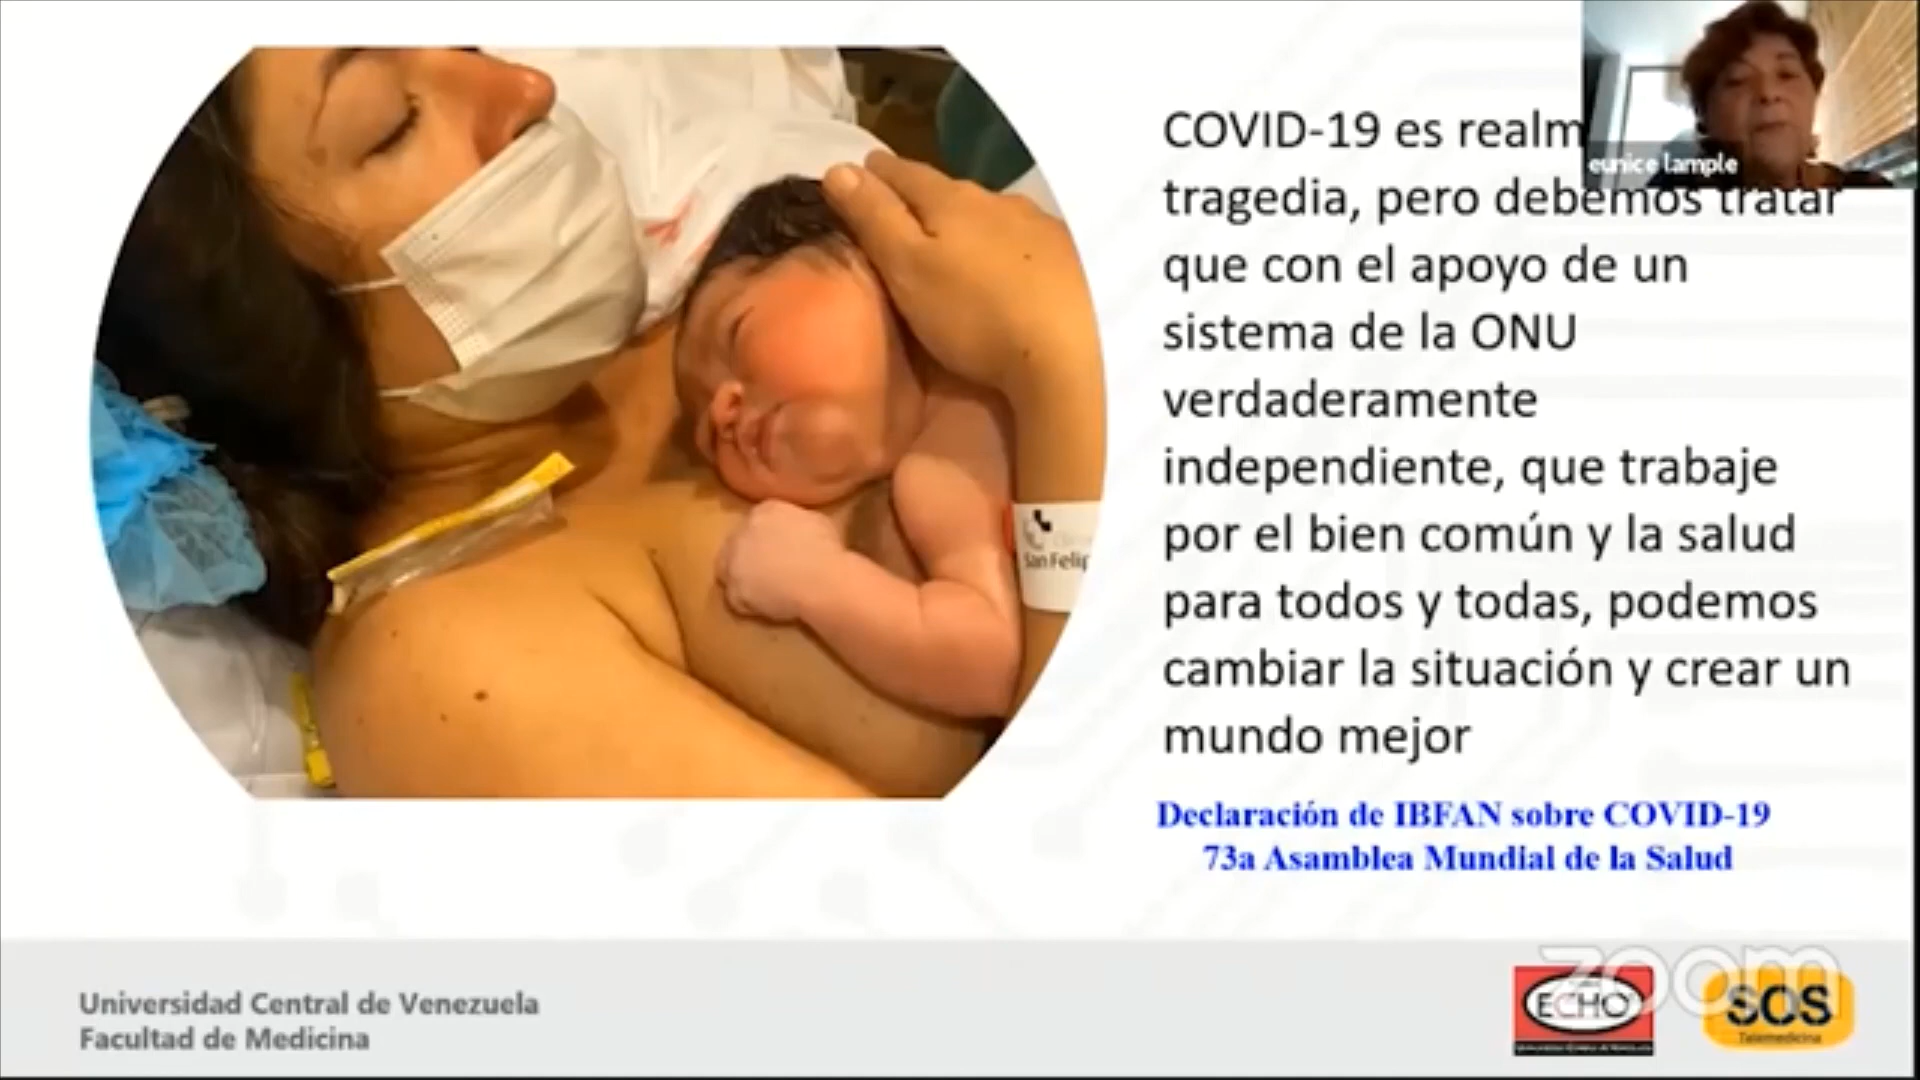 COVID-19 es realm
tragedia, pero debemos tratar
que con el apoyo de un
sistema de la ONU
verdaderamente
independiente, que trabaje
por el bien común y la salud
para todos y todas, podemos
cambiar la situación y crear un
mundo mejor
Declaración de IBFAN sobre COVID-19
73a Asamblea Mundial de la Salud
eunice lample
San Felip
Universidad Central de Venezuela
Facultad de Medicina
ECHO
zoom
SOS
Telemedicina